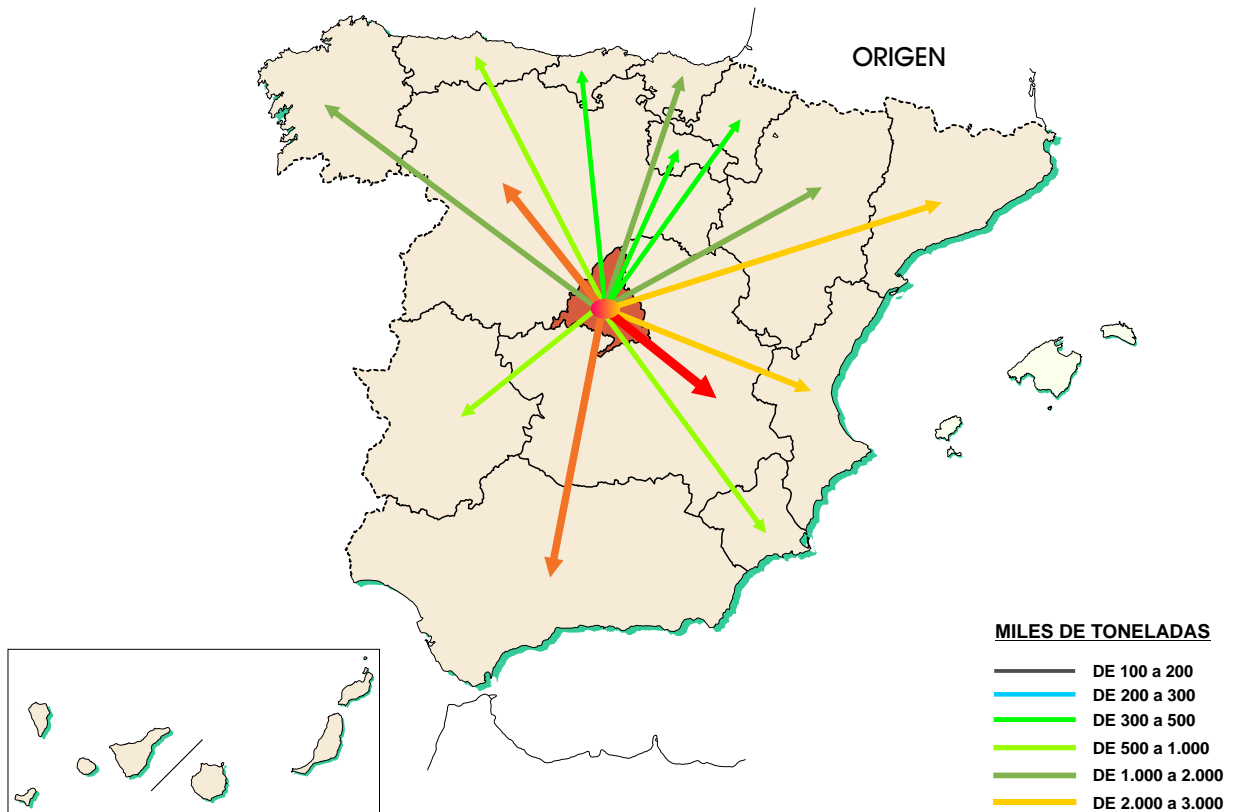 ORIGEN
MILES DE TONELADAS
DE 100 a 200
DE 200 a 300
DE 300 a 500
DE 500 a 1.000
DE 1.000 a 2.000
DE 2.000 a 3.000